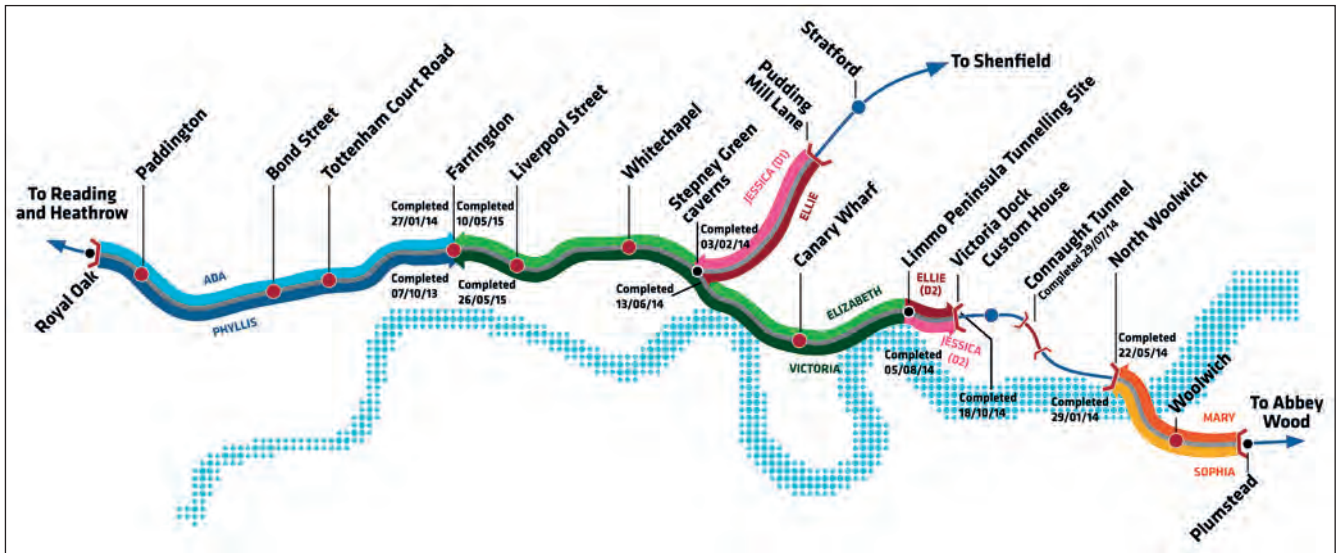 To Reading
and Heathrow
Royal Oak
Paddington
ADA
PHYLLIS
Bond Street
Tottenham Court Road
Farringdon
Completed
27/01/14
Completed
10/05/15
Completed
07/10/13
Completed
26/05/15
Liverpool Street
Whitechapel
Stepney Green
caverns
Completed
03/02/14
Completed
13/06/14
JESSICA (D1)
ELLIE
Pudding
Mill Lane
Stratford
To Shenfield
Canary Wharf
ELIZABETH
VICTORIA
Limmo Peninsula Tunnelling Site
ELLIE
(D2)
JESSICA
(D2)
Completed
05/08/14
Victoria Dock
Completed
18/10/14
Custom House
Connaught Tunnel
Completed 29/07/14
North Woolwich
Completed
22/05/14
Completed
29/01/14
Woolwich
MARY
SOPHIA
To Abbey
Wood
Plumstead